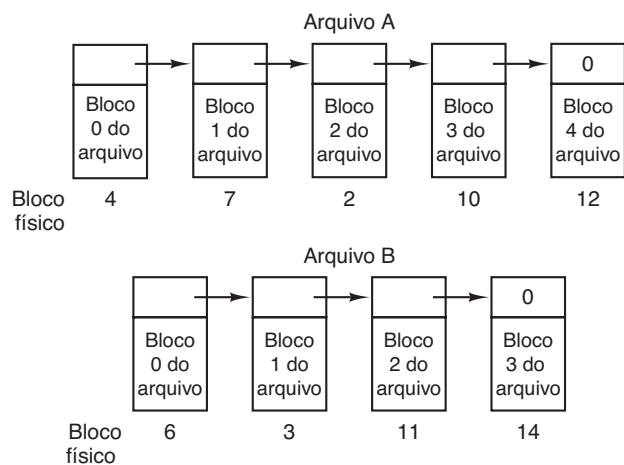 Arquivo A
0
Bloco Bloco Bloco Bloco Bloco
0 do 1 do 2 do 3 do 4 do
arquivo arquivo arquivo arquivo arquivo
Bloco 4 7 2 10 12
físico
Arquivo B
0
Bloco Bloco Bloco Bloco
0 do 1 do 2 do 3 do
arquivo arquivo arquivo arquivo
Bloco 6 3 11 14
físico